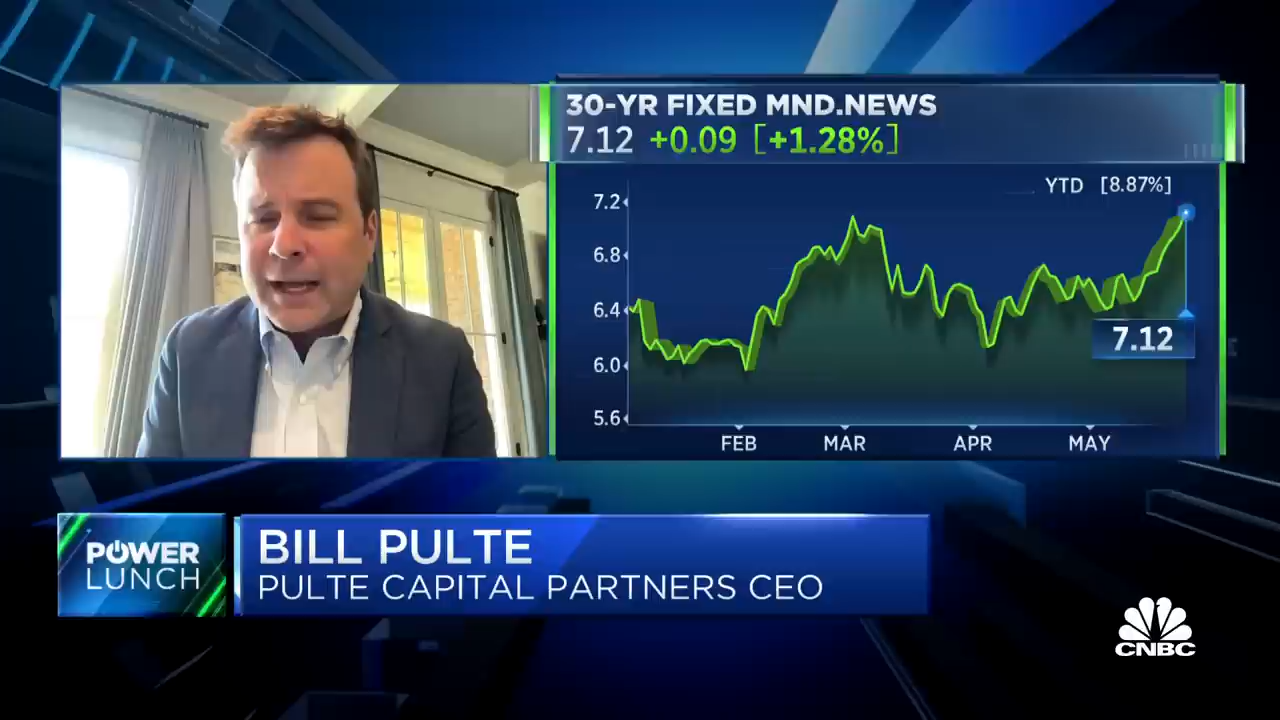 30-YR FIXED MND.NEWS
7.12 +0.09 [+1.28%]
YTD [8.87%]
7.2
6.8
6.4
6.0
5.6
7.12
FEB MAR APR MAY
POWER
LUNCH
BILL PULTE
PULTE CAPITAL PARTNERS CEO
CNBC